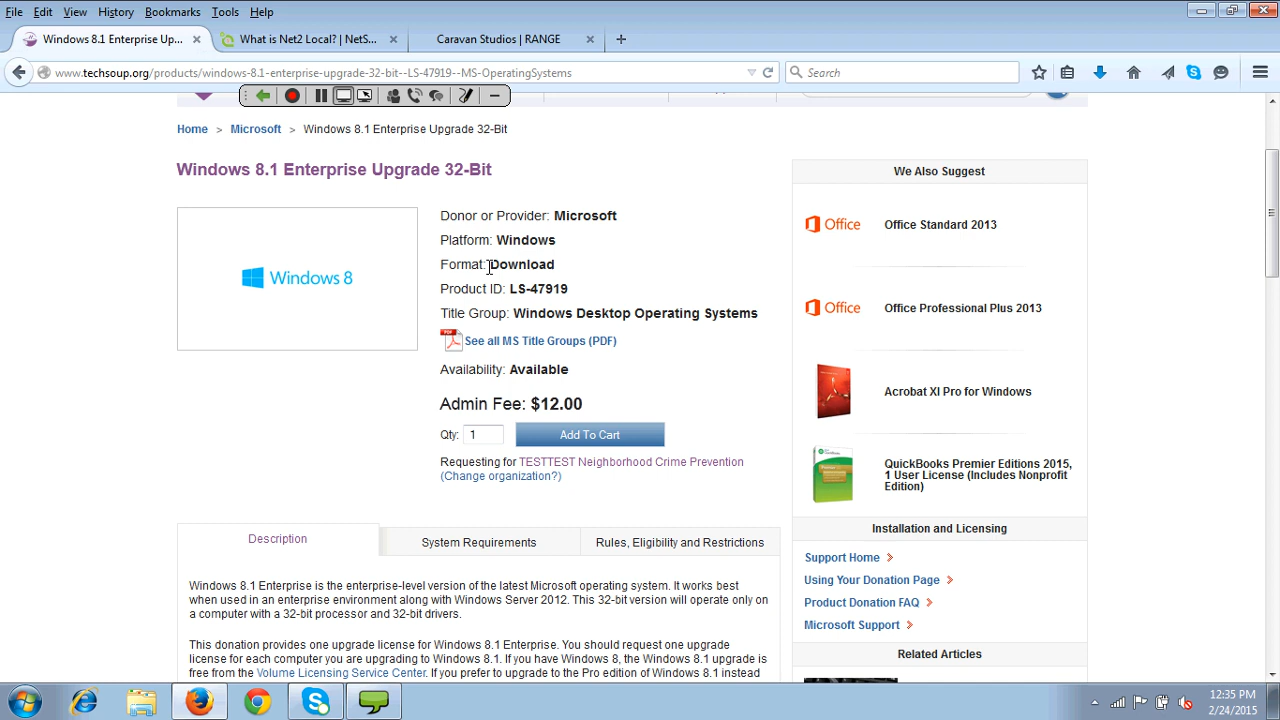 File Edit View History Bookmarks Tools Help
Windows 8.1 Enterprise Up... × What is Net2 Local? | NetS... × Caravan Studios | RANGE × +
www.techsoup.org/products/windows-8.1-enterprise-upgrade-32-bit--LS-47919--MS-OperatingSystems Search
Home > Microsoft > Windows 8.1 Enterprise Upgrade 32-Bit
Windows 8.1 Enterprise Upgrade 32-Bit
Windows 8
Donor or Provider: Microsoft
Platform: Windows
Format: Download
Product ID: LS-47919
Title Group: Windows Desktop Operating Systems
PDF See all MS Title Groups (PDF)
Availability: Available
Admin Fee: $12.00
Qty: 1 Add To Cart
Requesting for TESTTEST Neighborhood Crime Prevention
(Change organization?)
Description System Requirements Rules, Eligibility and Restrictions
Windows 8.1 Enterprise is the enterprise-level version of the latest Microsoft operating system. It works best
when used in an enterprise environment along with Windows Server 2012. This 32-bit version will operate only on
a computer with a 32-bit processor and 32-bit drivers.
This donation provides one upgrade license for Windows 8.1 Enterprise. You should request one upgrade
license for each computer you are upgrading to Windows 8.1. If you have Windows 8, the Windows 8.1 upgrade is
free from the Volume Licensing Service Center. If you prefer to upgrade to the Pro edition of Windows 8.1 instead
We Also Suggest
Office Office Standard 2013
Office Office Professional Plus 2013
Acrobat XI Pro for Windows
QuickBooks Premier Editions 2015,
1 User License (Includes Nonprofit
Edition)
Installation and Licensing
Support Home
Using Your Donation Page
Product Donation FAQ
Microsoft Support
Related Articles
12:35 PM
2/24/2015